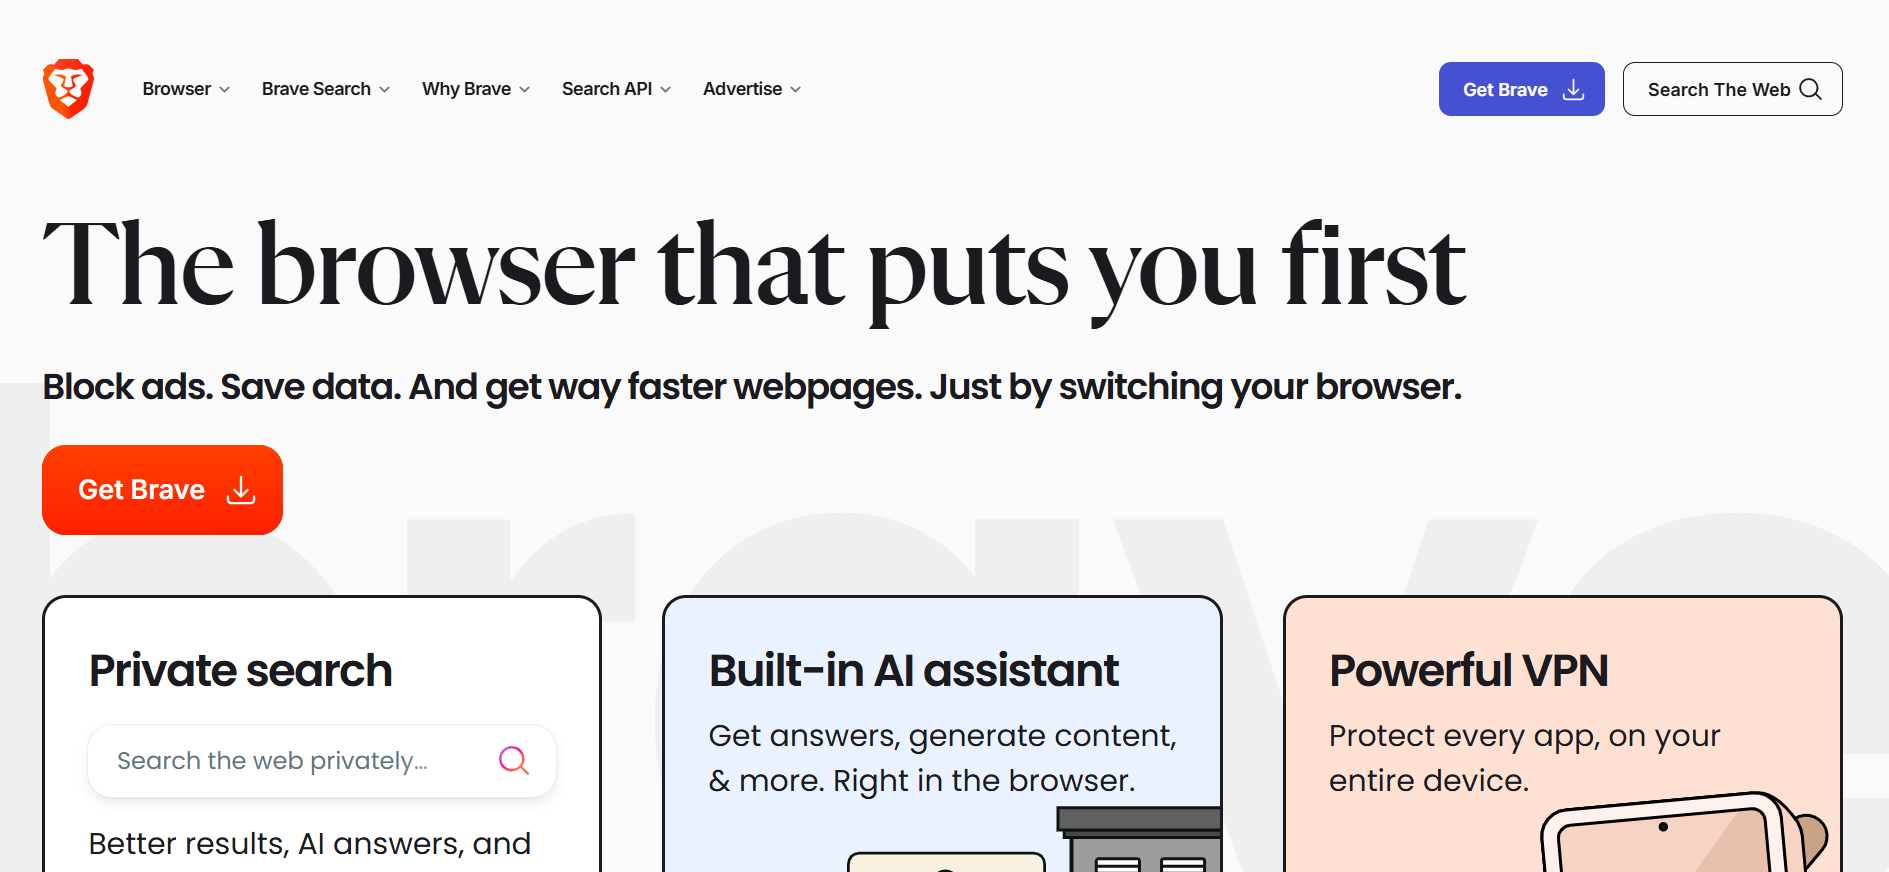 Browser
Brave Search
Why Brave
Search API
Advertise
Get Brave
Search The Web
The browser that puts you first
Block ads. Save data. And get way faster webpages. Just by switching your browser.
Get Brave
brave
Private search
Search the web privately...
Better results, AI answers, and
Built-in AI assistant
Get answers, generate content,
& more. Right in the browser.
Powerful VPN
Protect every app, on your
entire device.